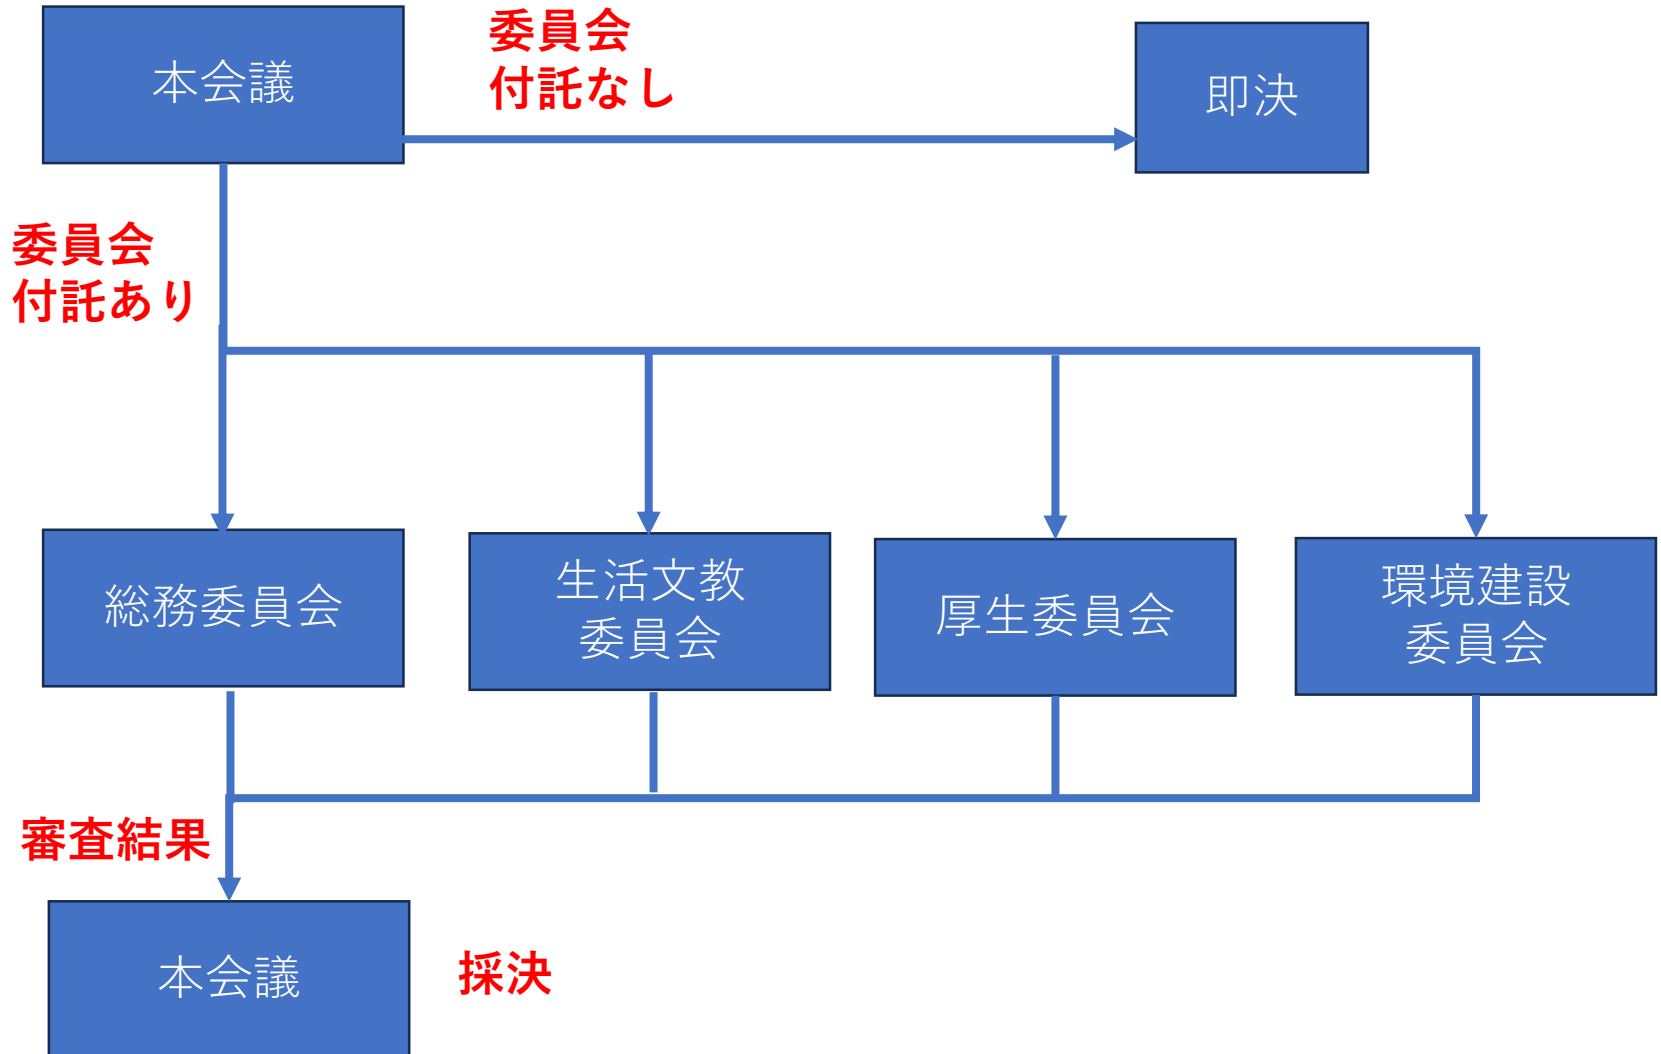 本会議
委員会
付託なし
即決
委員会
付託あり
総務委員会
生活文教
委員会
厚生委員会
環境建設
委員会
審査結果
本会議
採決